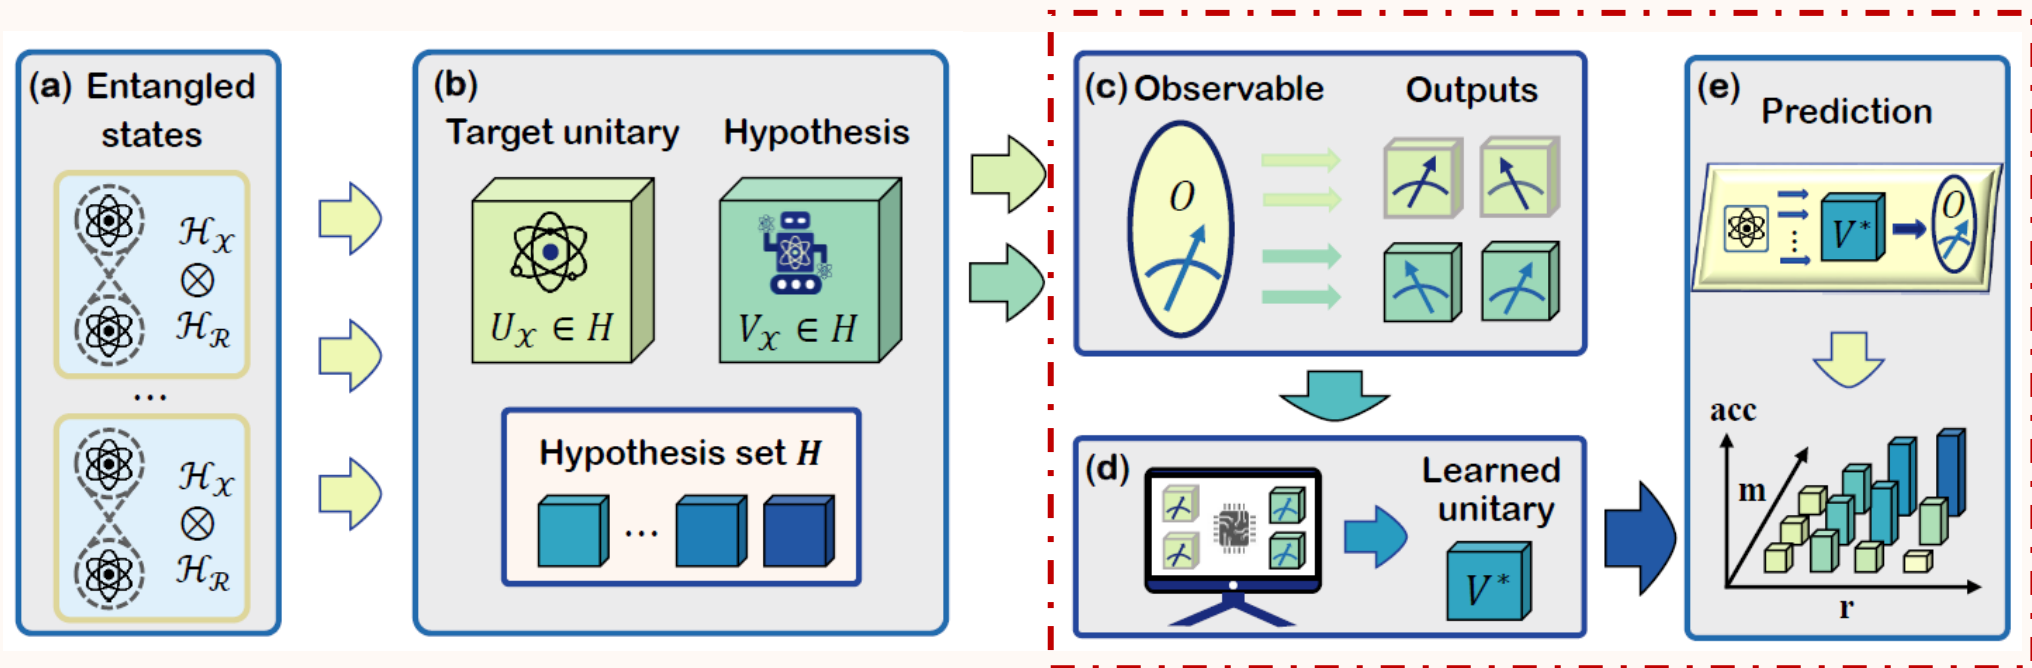 (a) Entangled
states
ℋ𝒳
⊗
ℋℛ
...
ℋ𝒳
⊗
ℋℛ
(b)
Target unitary
Hypothesis
U𝒳 ∈ H
V𝒳 ∈ H
Hypothesis set H
...
(c) Observable
Outputs
O
(d)
Learned
unitary
V*
(e)
Prediction
V*
O
acc
m
r